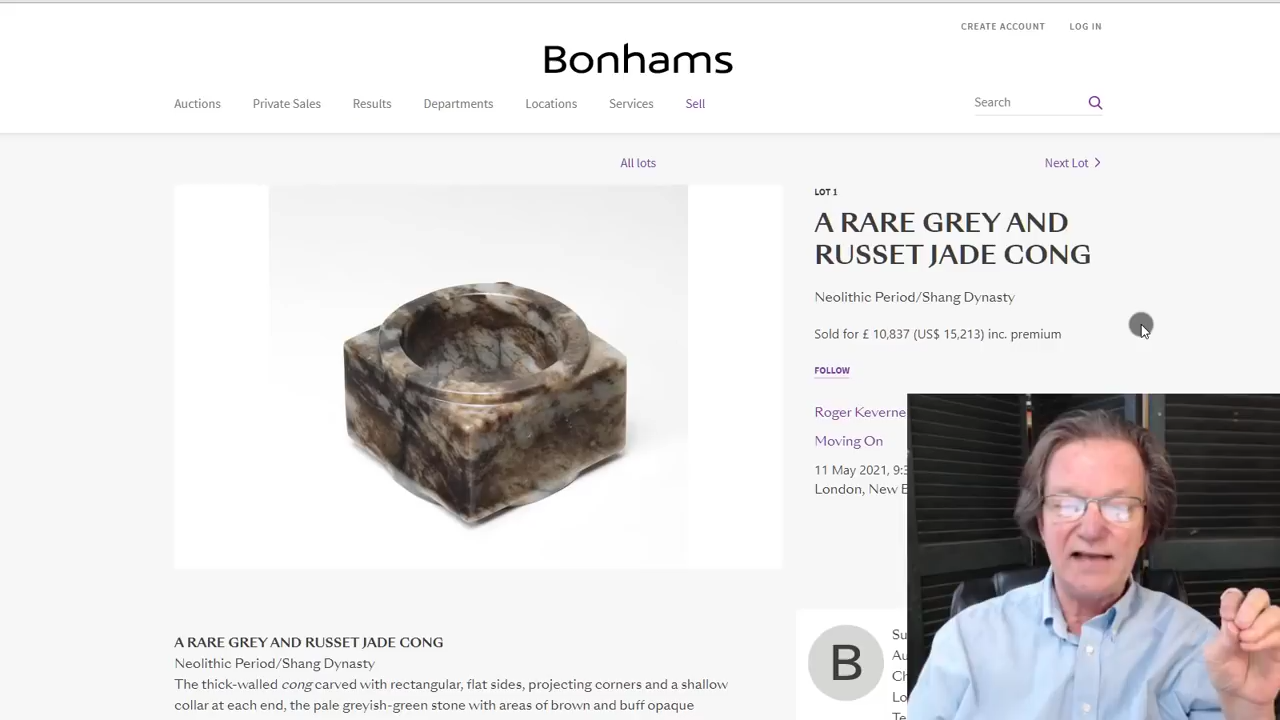 CREATE ACCOUNT LOG IN
Bonhams
Auctions Private Sales Results Departments Locations Services Sell Search
All lots Next Lot >
LOT 1
A RARE GREY AND
RUSSET JADE CONG
Neolithic Period/Shang Dynasty
Sold for £ 10,837 (US$ 15,213) inc. premium
FOLLOW
Roger Keverne
Moving On
11 May 2021,
London, New
B
A RARE GREY AND RUSSET JADE CONG
Neolithic Period/Shang Dynasty
The thick-walled cong carved with rectangular, flat sides, projecting corners and a shallow
collar at each end, the pale greyish-green stone with areas of brown and buff opaque